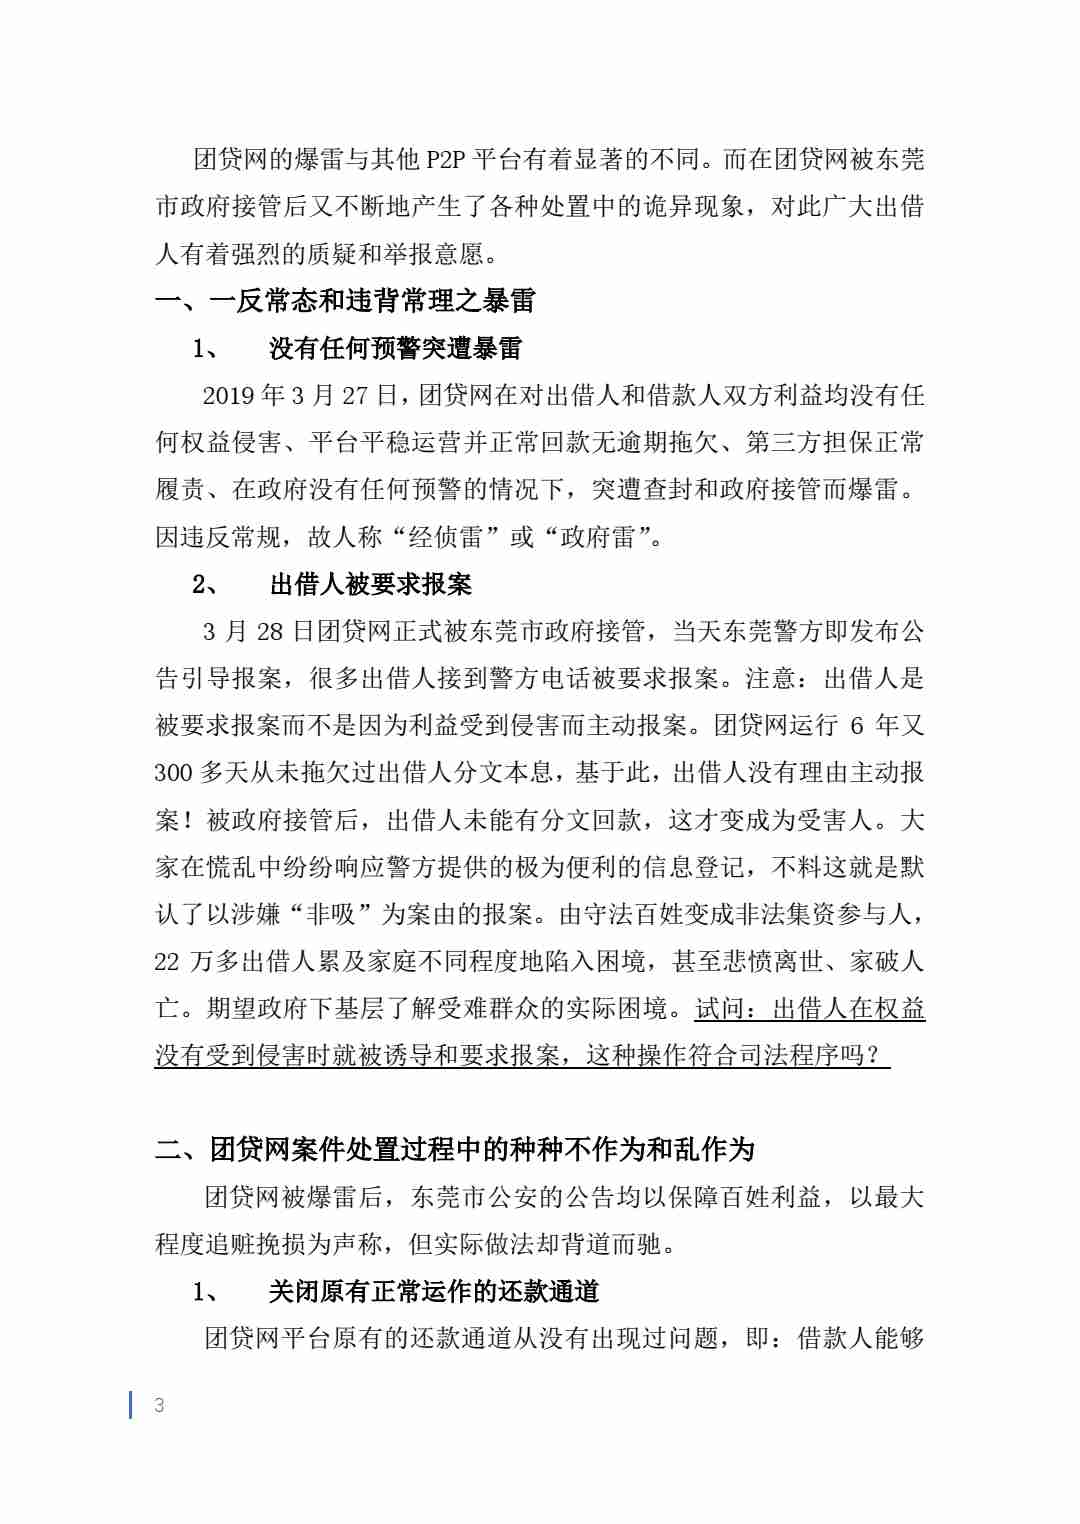 团贷网的爆雷与其他 P2P 平台有着显著的不同。而在团贷网被东莞
市政府接管后又不断地产生了各种处置中的诡异现象，对此广大出借
人有着强烈的质疑和举报意愿。
一、一反常态和违背常理之暴雷
1、 没有任何预警突遭暴雷
2019 年 3 月 27 日，团贷网在对出借人和借款人双方利益均没有任
何权益侵害、平台平稳运营并正常回款无逾期拖欠、第三方担保正常
履责、在政府没有任何预警的情况下，突遭查封和政府接管而爆雷。
因违反常规，故人称“经侦雷”或“政府雷”。
2、 出借人被要求报案
3 月 28 日团贷网正式被东莞市政府接管，当天东莞警方即发布公
告引导报案，很多出借人接到警方电话被要求报案。注意：出借人是
被要求报案而不是因为利益受到侵害而主动报案。团贷网运行 6 年又
300 多天从未拖欠过出借人分文本息，基于此，出借人没有理由主动报
案！被政府接管后，出借人未能有分文回款，这才变成为受害人。大
家在慌乱中纷纷响应警方提供的极为便利的信息登记，不料这就是默
认了以涉嫌“非吸”为案由的报案。由守法百姓变成非法集资参与人，
22 万多出借人累及家庭不同程度地陷入困境，甚至悲愤离世、家破人
亡。期望政府下基层了解受难群众的实际困境。试问：出借人在权益
没有受到侵害时就被诱导和要求报案，这种操作符合司法程序吗？
二、团贷网案件处置过程中的种种不作为和乱作为
团贷网被爆雷后，东莞市公安的公告均以保障百姓利益，以最大
程度追赃挽损为声称，但实际做法却背道而驰。
1、 关闭原有正常运作的还款通道
团贷网平台原有的还款通道从没有出现过问题，即：借款人能够
3